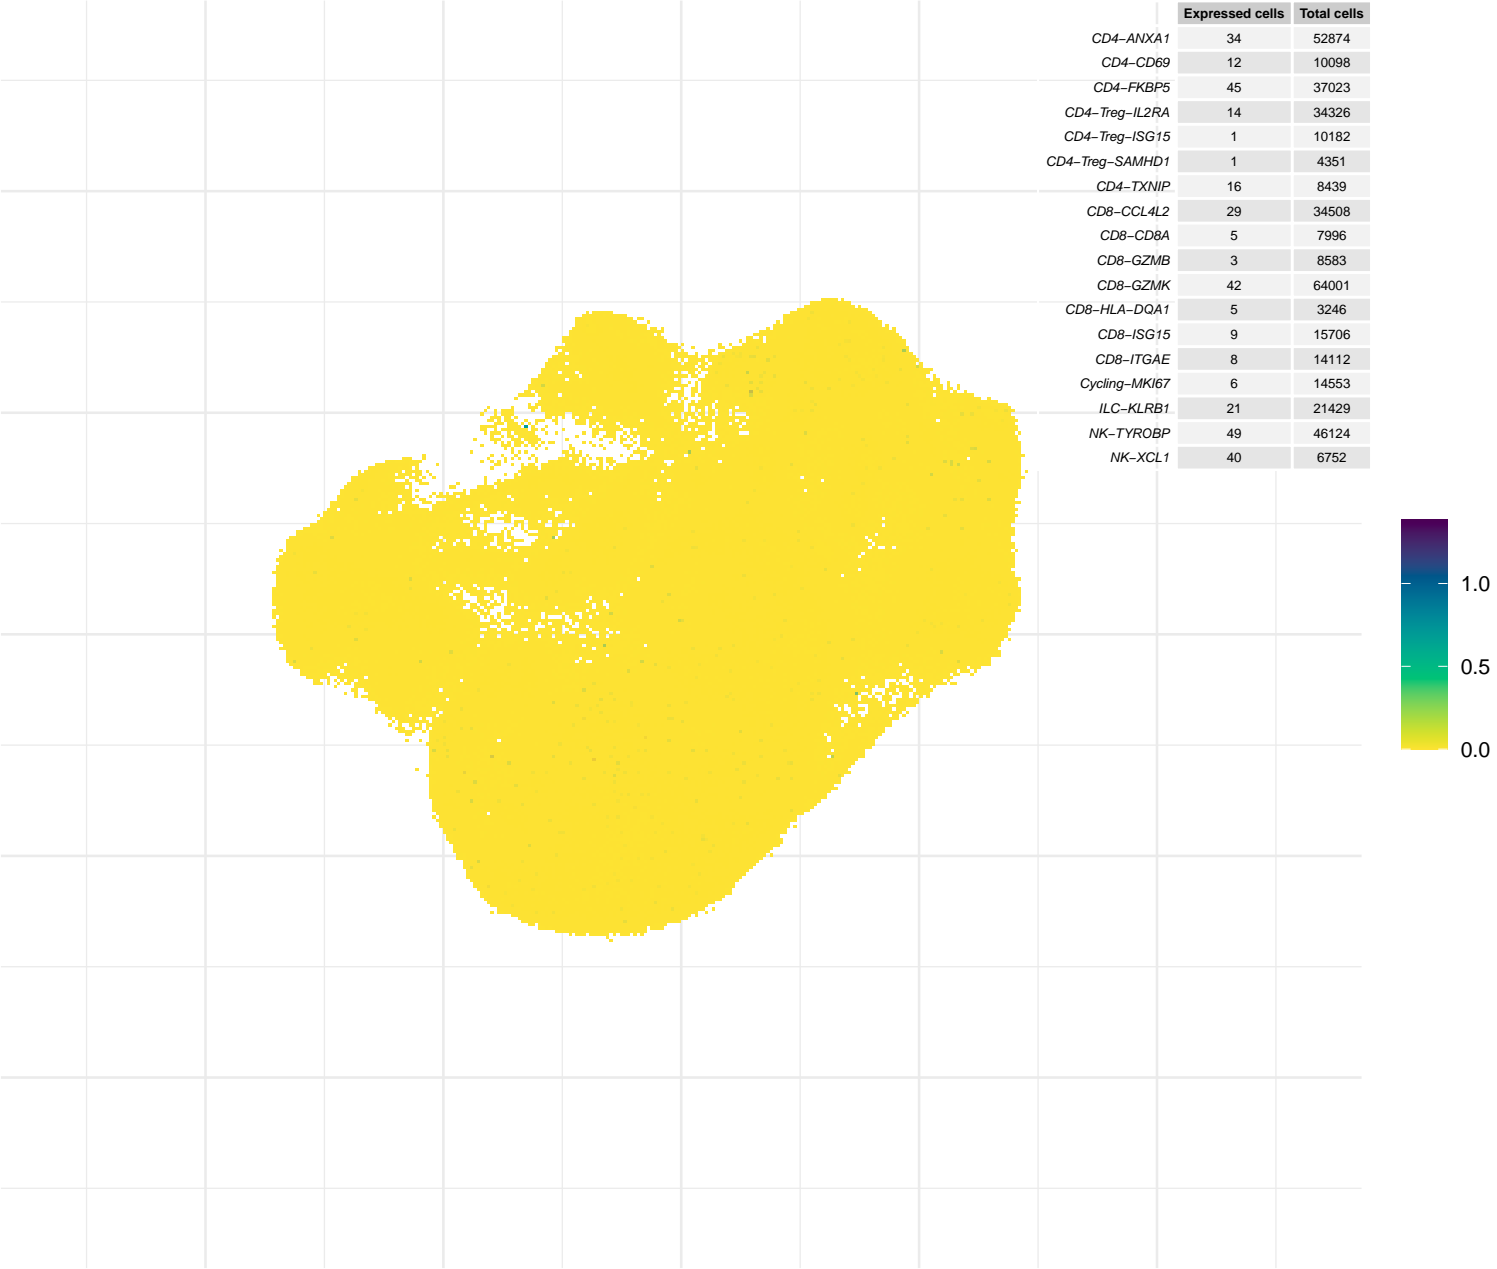 Expressed cells Total cells
CD4−ANXA1 34 52874
CD4−CD69 12 10098
CD4−FKBP5 45 37023
CD4−Treg−IL2RA 14 34326
CD4−Treg−ISG15 1 10182
CD4−Treg−SAMHD1 1 4351
CD4−TXNIP 16 8439
CD8−CCL4L2 29 34508
CD8−CD8A 5 7996
CD8−GZMB 3 8583
CD8−GZMK 42 64001
CD8−HLA−DQA1 5 3246
CD8−ISG15 9 15706
CD8−ITGAE 8 14112
Cycling−MKI67 6 14553
ILC−KLRB1 21 21429
NK−TYROBP 49 46124
NK−XCL1 40 6752
1.0
0.5
0.0